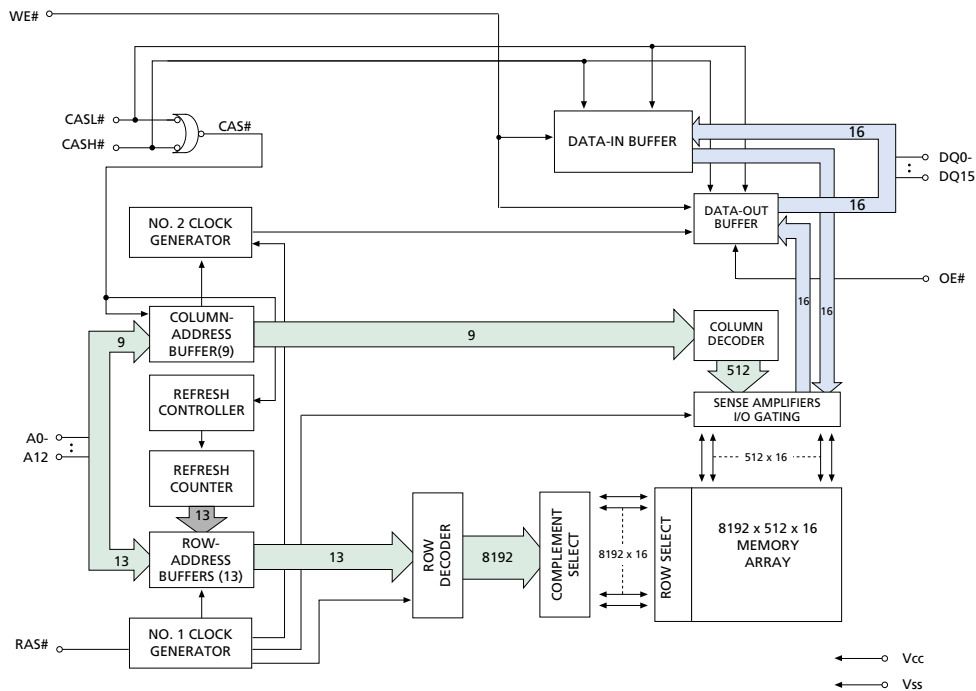 WE#
CASL#
CASH#
CAS#
DATA-IN BUFFER
16
DQ0-
:
DQ15
16
NO. 2 CLOCK
GENERATOR
DATA-OUT
BUFFER
OE#
16
16
COLUMN-
ADDRESS
BUFFER(9)
9
9
COLUMN
DECODER
512
REFRESH
CONTROLLER
SENSE AMPLIFIERS
I/O GATING
A0-
:
A12
512 x 16
REFRESH
COUNTER
13
ROW-
ADDRESS
BUFFERS (13)
13
13
ROW
DECODER
8192
COMPLEMENT
SELECT
8192 x 16
ROW SELECT
8192 x 512 x 16
MEMORY
ARRAY
RAS#
NO. 1 CLOCK
GENERATOR
Vcc
Vss